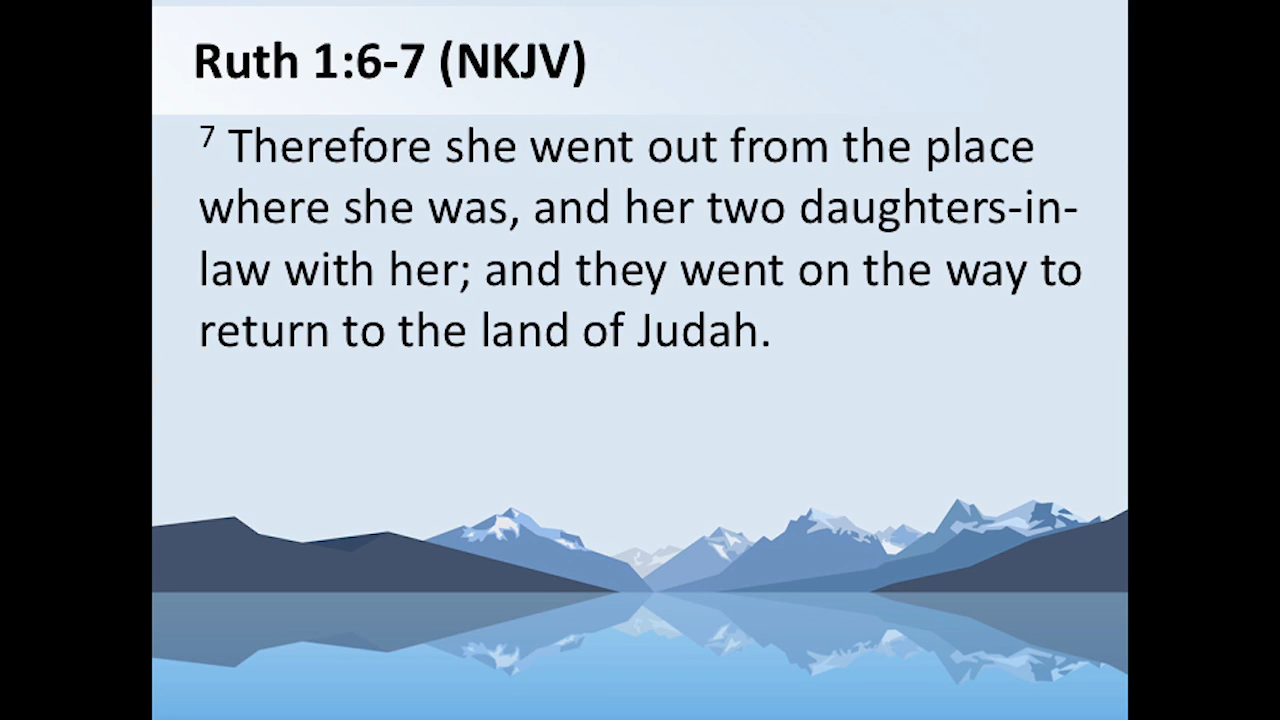 Ruth 1:6-7 (NKJV)
7 Therefore she went out from the place
where she was, and her two daughters-in-
law with her; and they went on the way to
return to the land of Judah.